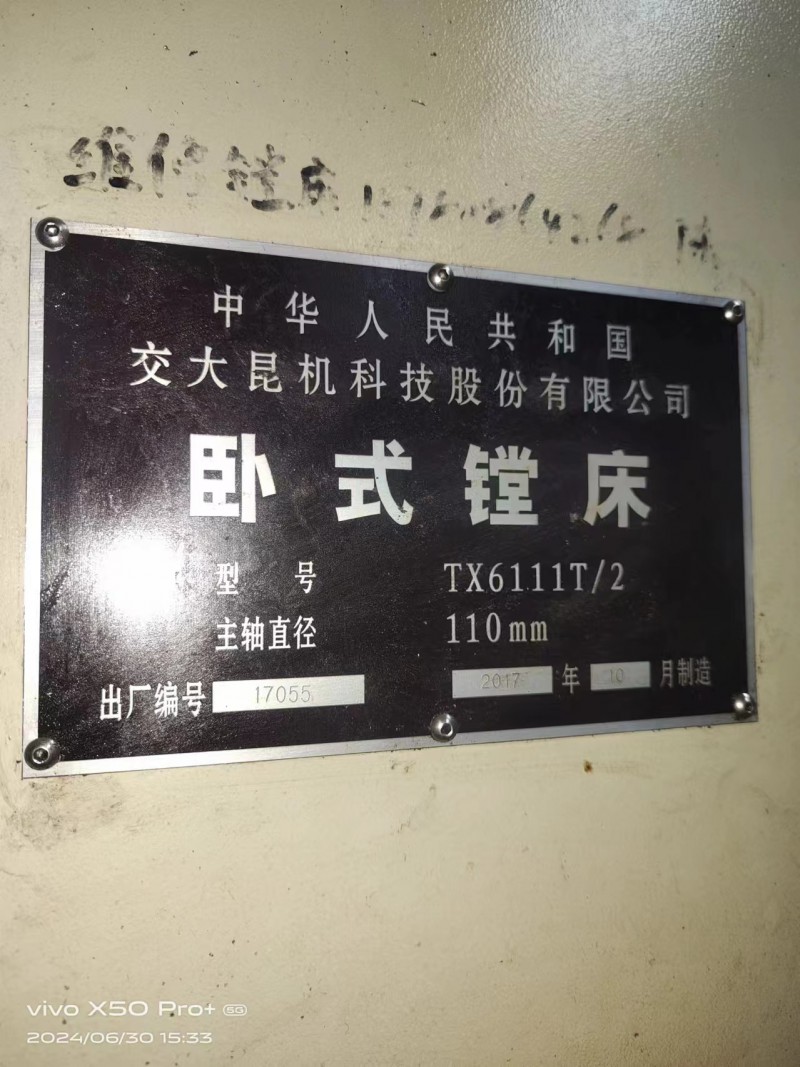 维修镗床
中华人民共和国
交大昆机科技股份有限公司
卧式镗床
型号 TX6111T/2
主轴直径 110mm
出厂编号 17055 2017 年 10 月制造
vivo X50 Pro+ 5G
2024/06/30 15:33